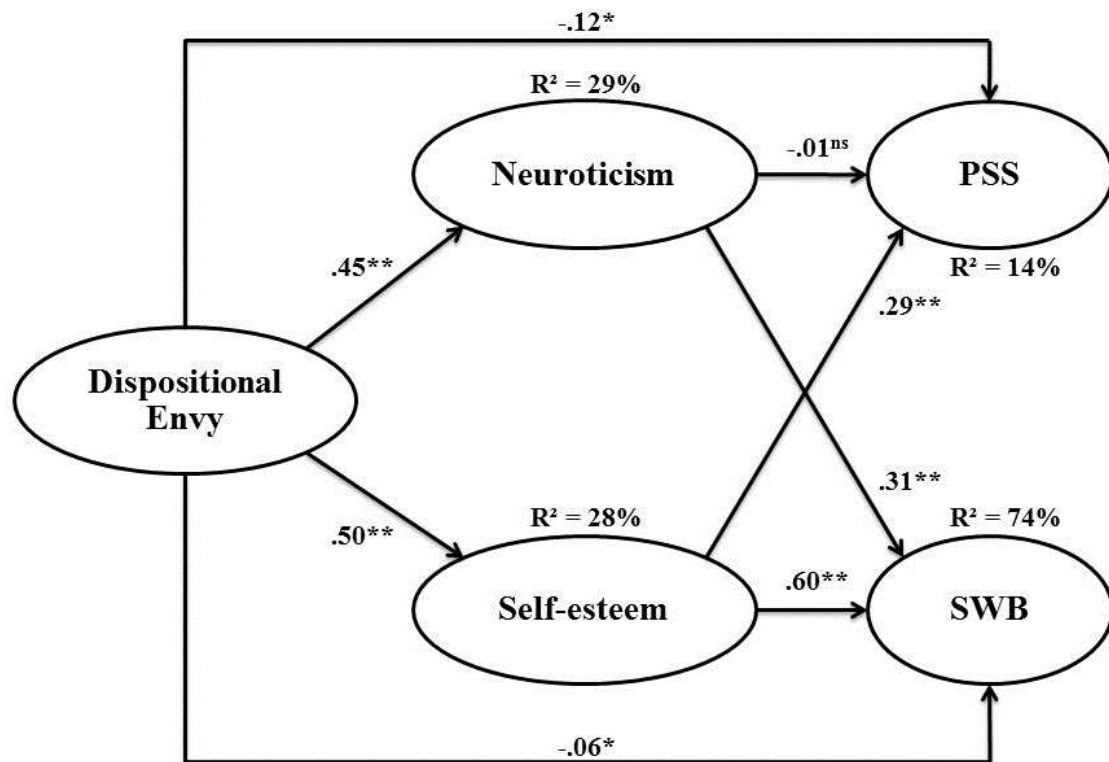 -.12*
R² = 29%
Neuroticism
-.01ns
PSS
R² = 14%
.45**
.29**
Dispositional
Envy
.31**
R² = 28%
R² = 74%
.50**
.60**
Self-esteem
SWB
-.06*